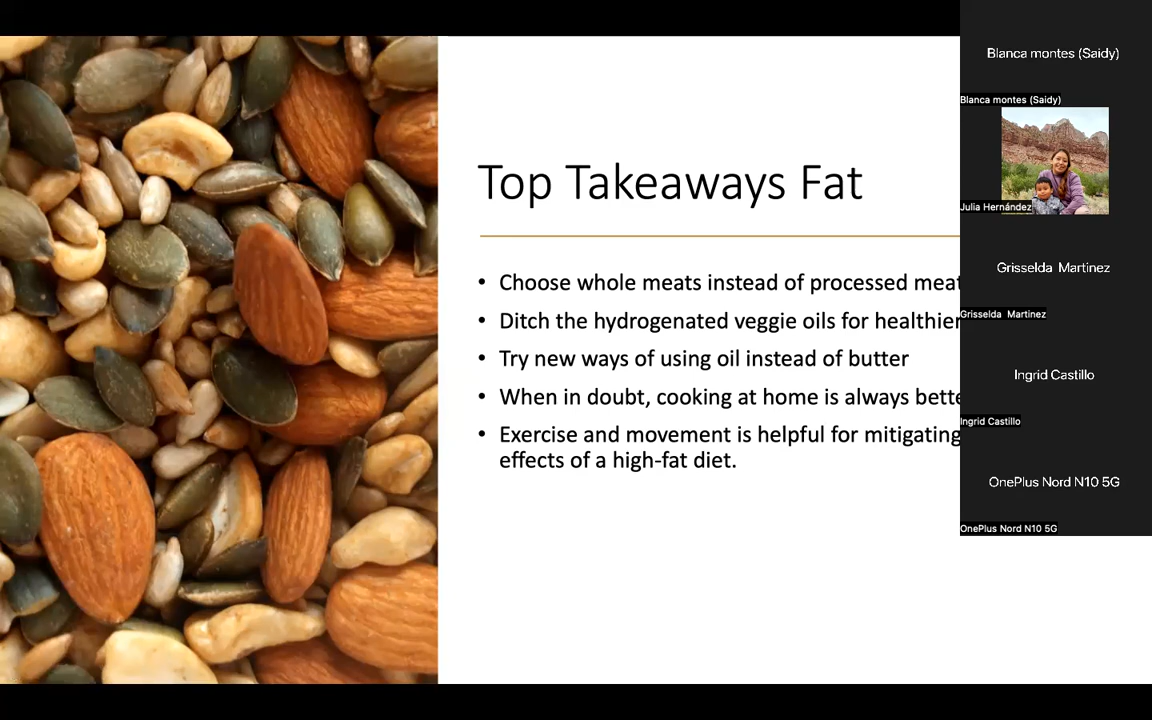 Top Takeaways Fat
• Choose whole meats instead of processed meat
• Ditch the hydrogenated veggie oils for healthier
• Try new ways of using oil instead of butter
• When in doubt, cooking at home is always bette
• Exercise and movement is helpful for mitigating
effects of a high-fat diet.
Blanca montes (Saidy)
Blanca montes (Saidy)
Julia Hernández
Grisselda Martinez
Grisselda Martinez
Ingrid Castillo
Ingrid Castillo
OnePlus Nord N10 5G
OnePlus Nord N10 5G